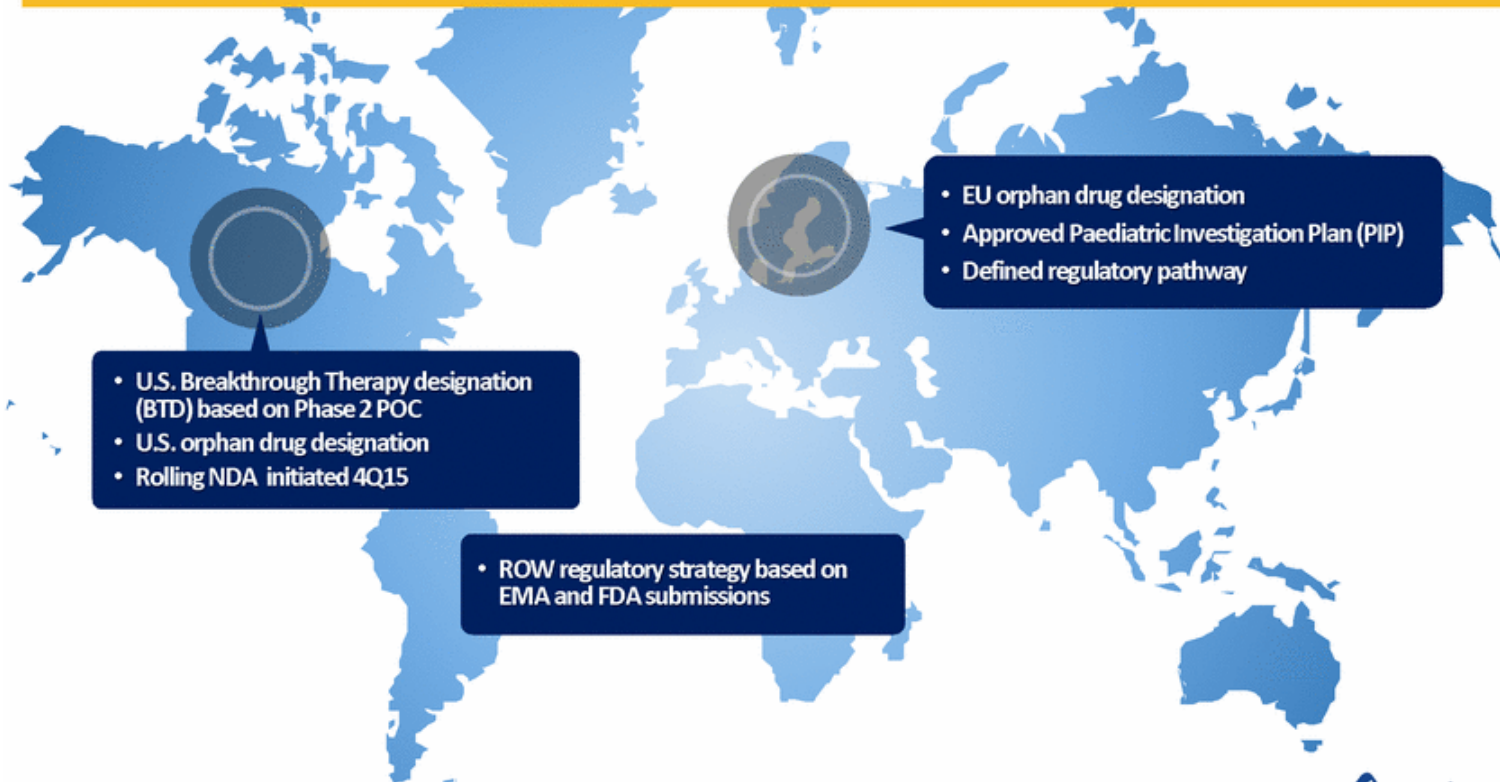 • EU orphan drug designation
• Approved Paediatric Investigation Plan (PIP)
• Defined regulatory pathway
• U.S. Breakthrough Therapy designation
(BTD) based on Phase 2 POC
• U.S. orphan drug designation
• Rolling NDA initiated 4Q15
• ROW regulatory strategy based on
EMA and FDA submissions